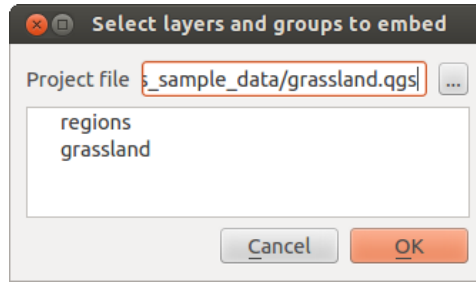 Select layers and groups to embed
Project file s_sample_data/grassland.qgs ...
regions
grassland
Cancel OK